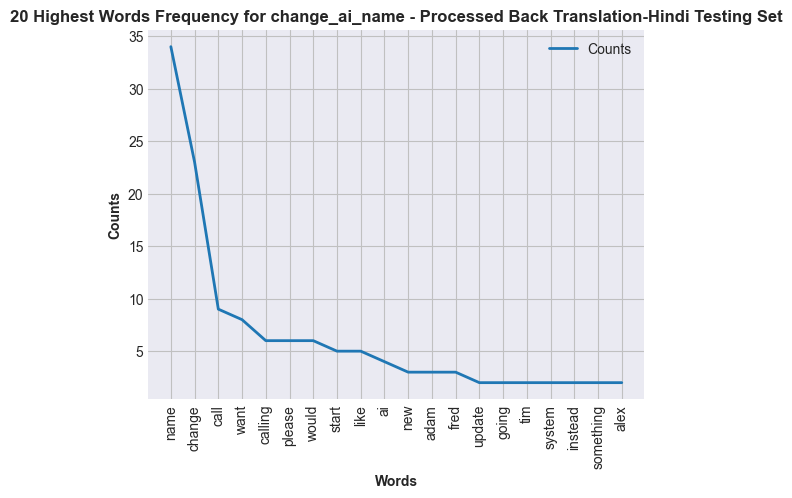 20 Highest Words Frequency for change_ai_name - Processed Back Translation-Hindi Testing Set
Counts
35
30
25
20
15
10
5
Counts
name
change
call
want
calling
please
would
start
like
ai
new
adam
fred
update
going
tim
system
instead
something
alex
Words